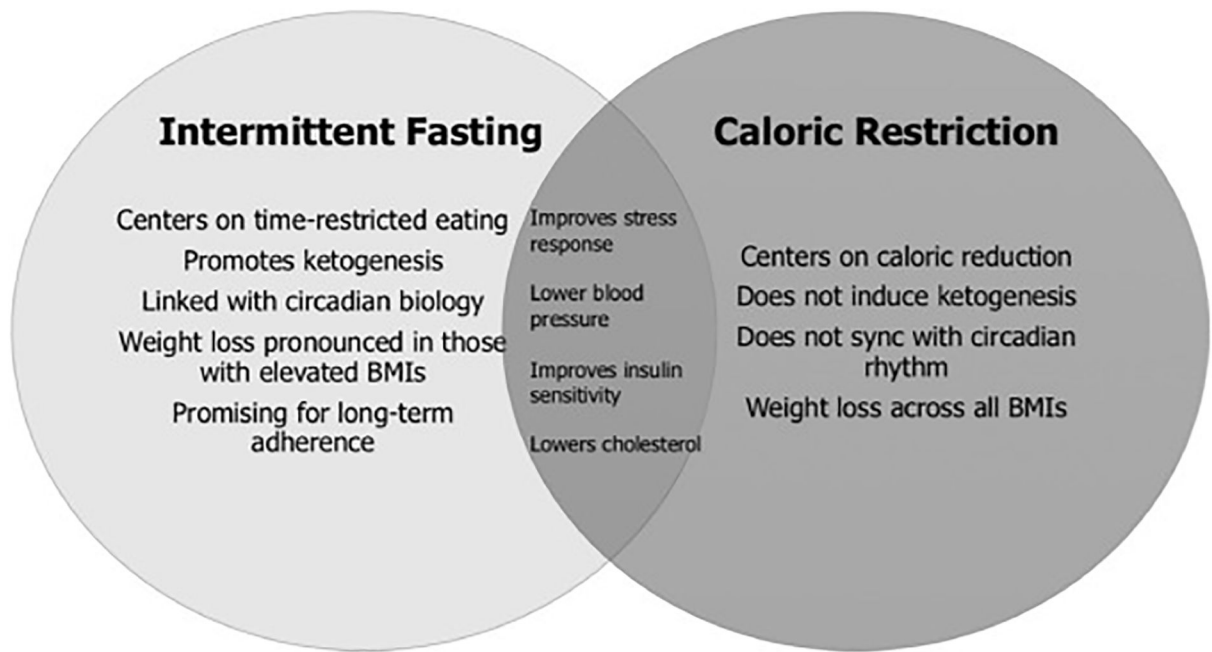 Intermittent Fasting
Centers on time-restricted eating
Promotes ketogenesis
Linked with circadian biology
Weight loss pronounced in those
with elevated BMIs
Promising for long-term
adherence
Improves stress
response
Lower blood
pressure
Improves insulin
sensitivity
Lowers cholesterol
Caloric Restriction
Centers on caloric reduction
Does not induce ketogenesis
Does not sync with circadian
rhythm
Weight loss across all BMIs